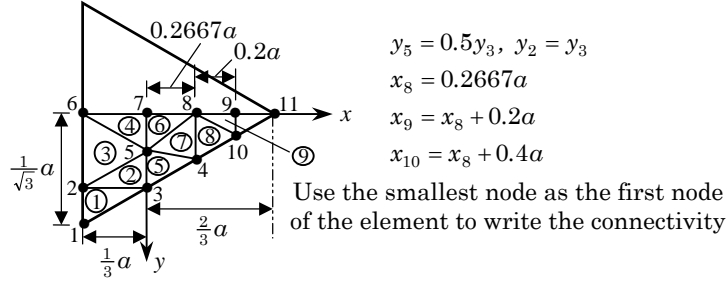 0.2667a
0.2a
6 7 8 9 11 x
4 6
3 5 7 8 10
1/√3 a
2 2 5 4 9
1 3
1
2/3 a
1/3 a y
y₅ = 0.5y₃, y₂ = y₃
x₈ = 0.2667a
x₉ = x₈ + 0.2a
x₁₀ = x₈ + 0.4a
Use the smallest node as the first node
of the element to write the connectivity